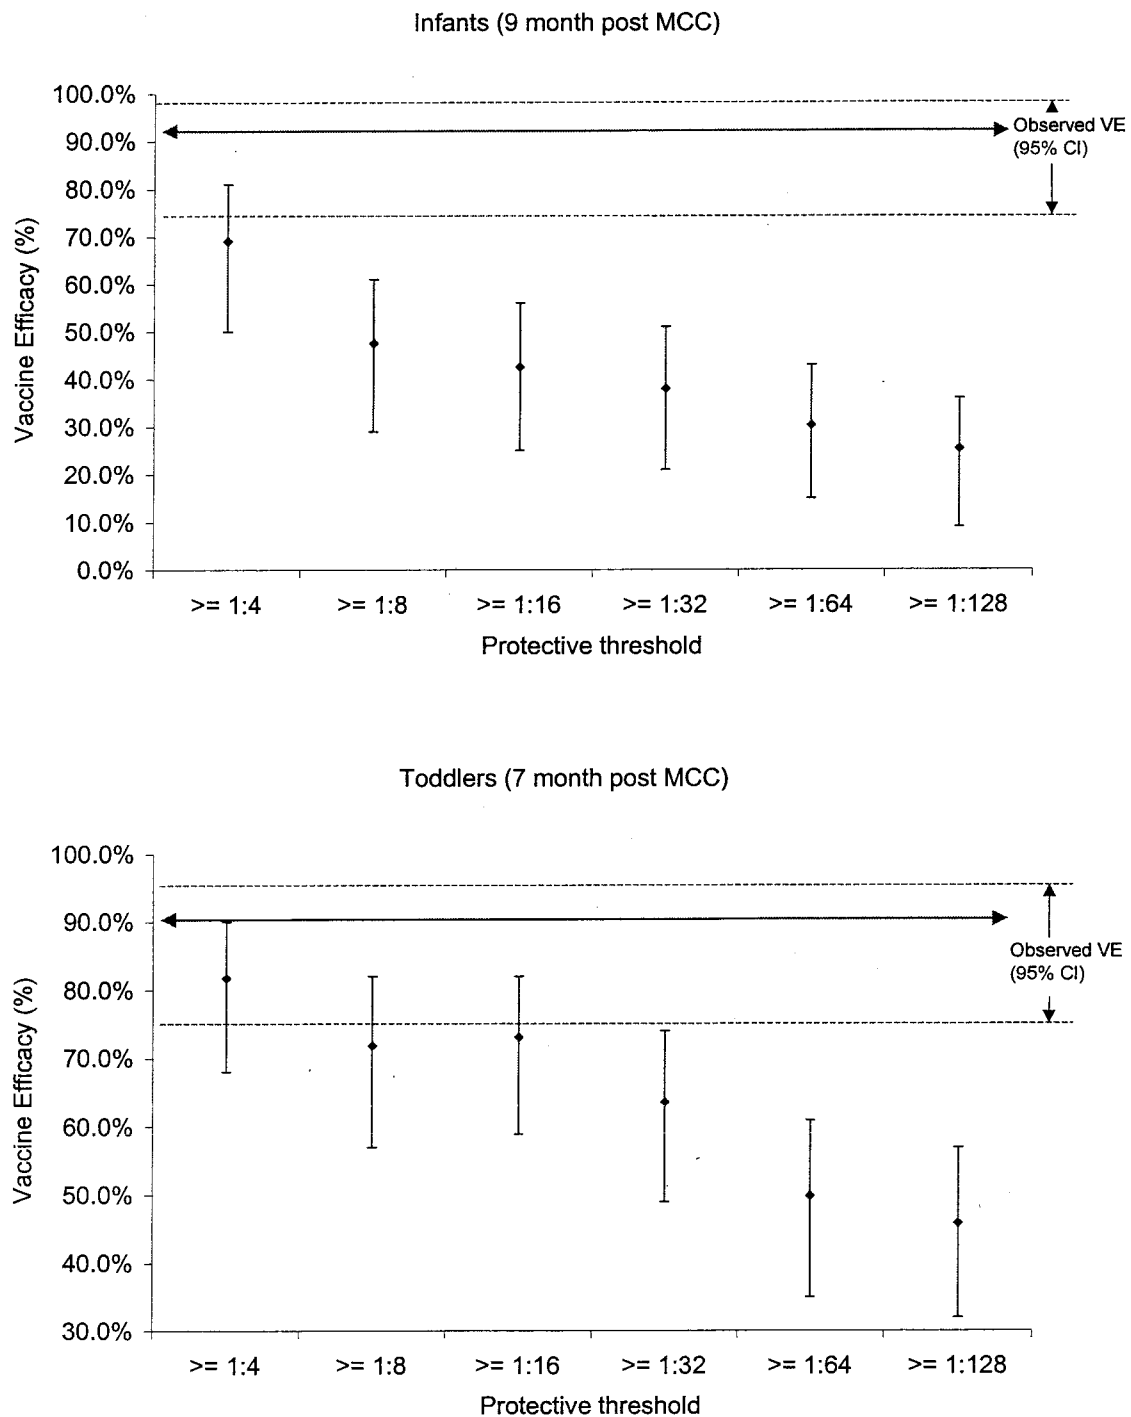 Infants (9 month post MCC)
100.0%
90.0%
80.0%
70.0%
60.0%
50.0%
40.0%
30.0%
20.0%
10.0%
0.0%
Vaccine Efficacy (%)
Observed VE
(95% CI)
>= 1:4 >= 1:8 >= 1:16 >= 1:32 >= 1:64 >= 1:128
Protective threshold
Toddlers (7 month post MCC)
100.0%
90.0%
80.0%
70.0%
60.0%
50.0%
40.0%
30.0%
Vaccine Efficacy (%)
Observed VE
(95% CI)
>= 1:4 >= 1:8 >= 1:16 >= 1:32 >= 1:64 >= 1:128
Protective threshold